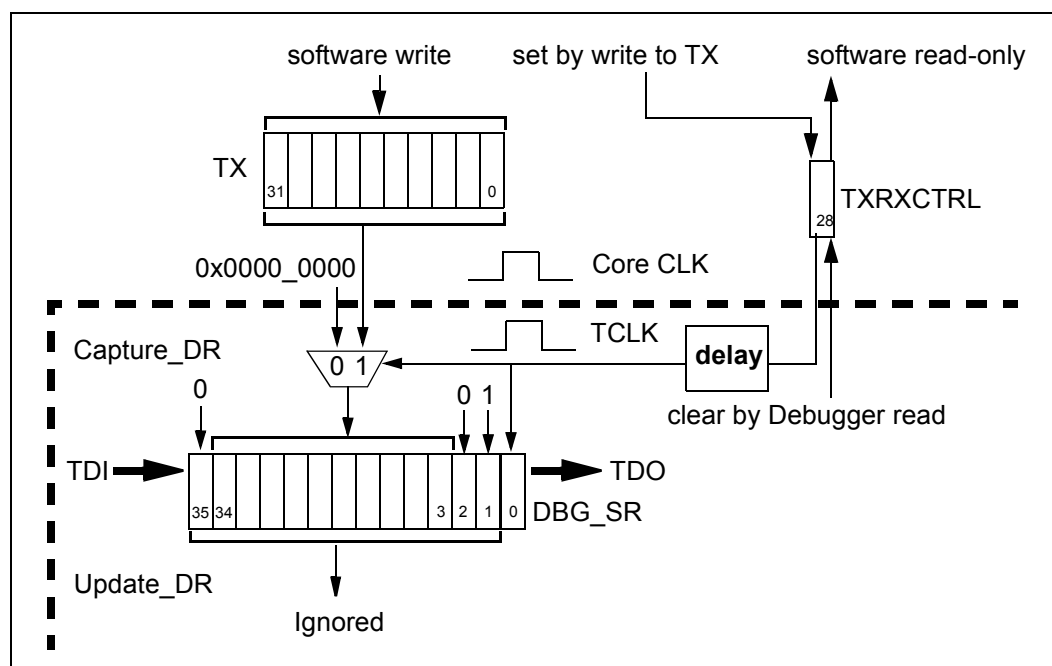 software write
set by write to TX
software read-only
TX
31
0
28
TXRXCTRL
0x0000_0000
Core CLK
TCLK
Capture_DR
0 1
delay
0
0 1
clear by Debugger read
TDI
TDO
35 34 3 2 1 0
DBG_SR
Update_DR
Ignored